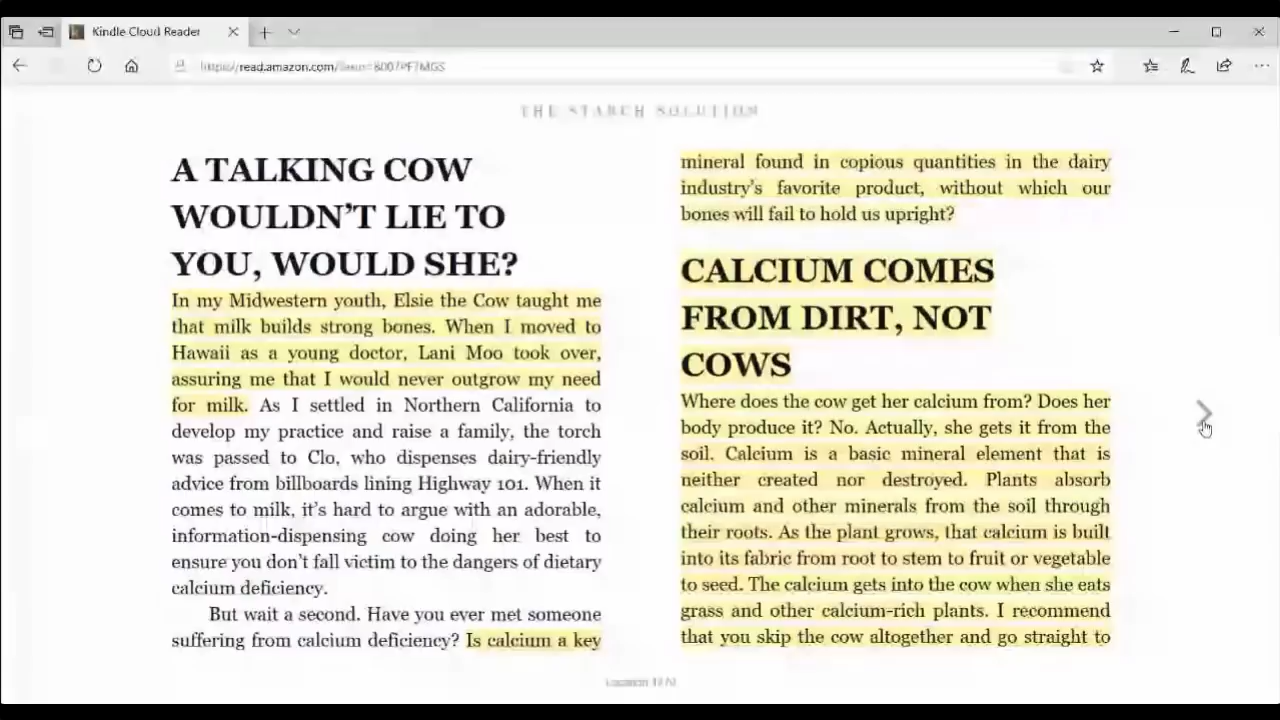 Kindle Cloud Reader
read.amazon.com/
THE STARCH SOLUTION
A TALKING COW
WOULDN'T LIE TO
YOU, WOULD SHE?
In my Midwestern youth, Elsie the Cow taught me
that milk builds strong bones. When I moved to
Hawaii as a young doctor, Lani Moo took over,
assuring me that I would never outgrow my need
for milk. As I settled in Northern California to
develop my practice and raise a family, the torch
was passed to Clo, who dispenses dairy-friendly
advice from billboards lining Highway 101. When it
comes to milk, it's hard to argue with an adorable,
information-dispensing cow doing her best to
ensure you don't fall victim to the dangers of dietary
calcium deficiency.
But wait a second. Have you ever met someone
suffering from calcium deficiency? Is calcium a key
mineral found in copious quantities in the dairy
industry's favorite product, without which our
bones will fail to hold us upright?
CALCIUM COMES
FROM DIRT, NOT
COWS
Where does the cow get her calcium from? Does her
body produce it? No. Actually, she gets it from the
soil. Calcium is a basic mineral element that is
neither created nor destroyed. Plants absorb
calcium and other minerals from the soil through
their roots. As the plant grows, that calcium is built
into its fabric from root to stem to fruit or vegetable
to seed. The calcium gets into the cow when she eats
grass and other calcium-rich plants. I recommend
that you skip the cow altogether and go straight to
Location